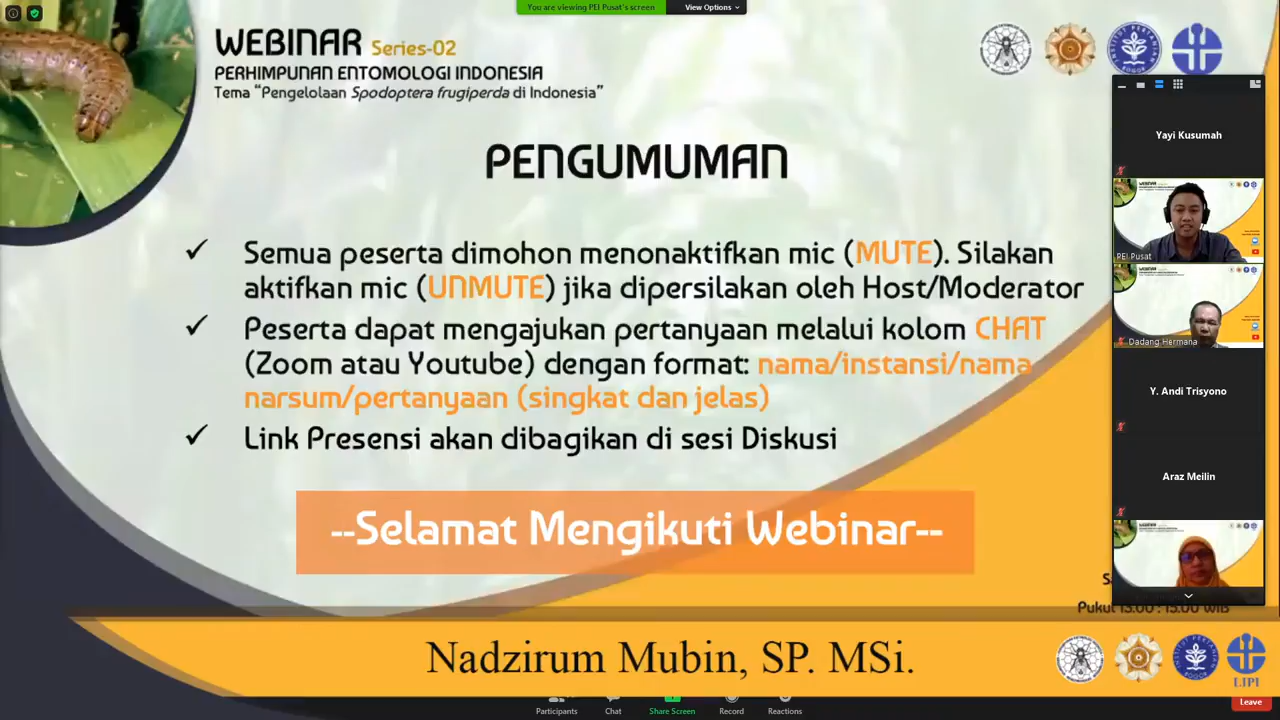 You are viewing PEI Pusat's screen
View Options
WEBINAR Series-02
PERHIMPUNAN ENTOMOLOGI INDONESIA
Tema "Pengelolaan Spodoptera frugiperda di Indonesia"
PENGUMUMAN
✓ Semua peserta dimohon menonaktifkan mic (MUTE). Silakan
aktifkan mic (UNMUTE) jika dipersilakan oleh Host/Moderator
✓ Peserta dapat mengajukan pertanyaan melalui kolom CHAT
(Zoom atau Youtube) dengan format: nama/instansi/nama
narsum/pertanyaan (singkat dan jelas)
✓ Link Presensi akan dibagikan di sesi Diskusi
--Selamat Mengikuti Webinar--
Yayi Kusumah
PEI Pusat
Dadang Hermana
Y. Andi Trisyono
Araz Meilin
Pukul 13.00 : 15.00 WIB
Nadzirum Mubin, SP. MSi.
LIPI
Participants
Chat
Share Screen
Record
Reactions
Leave